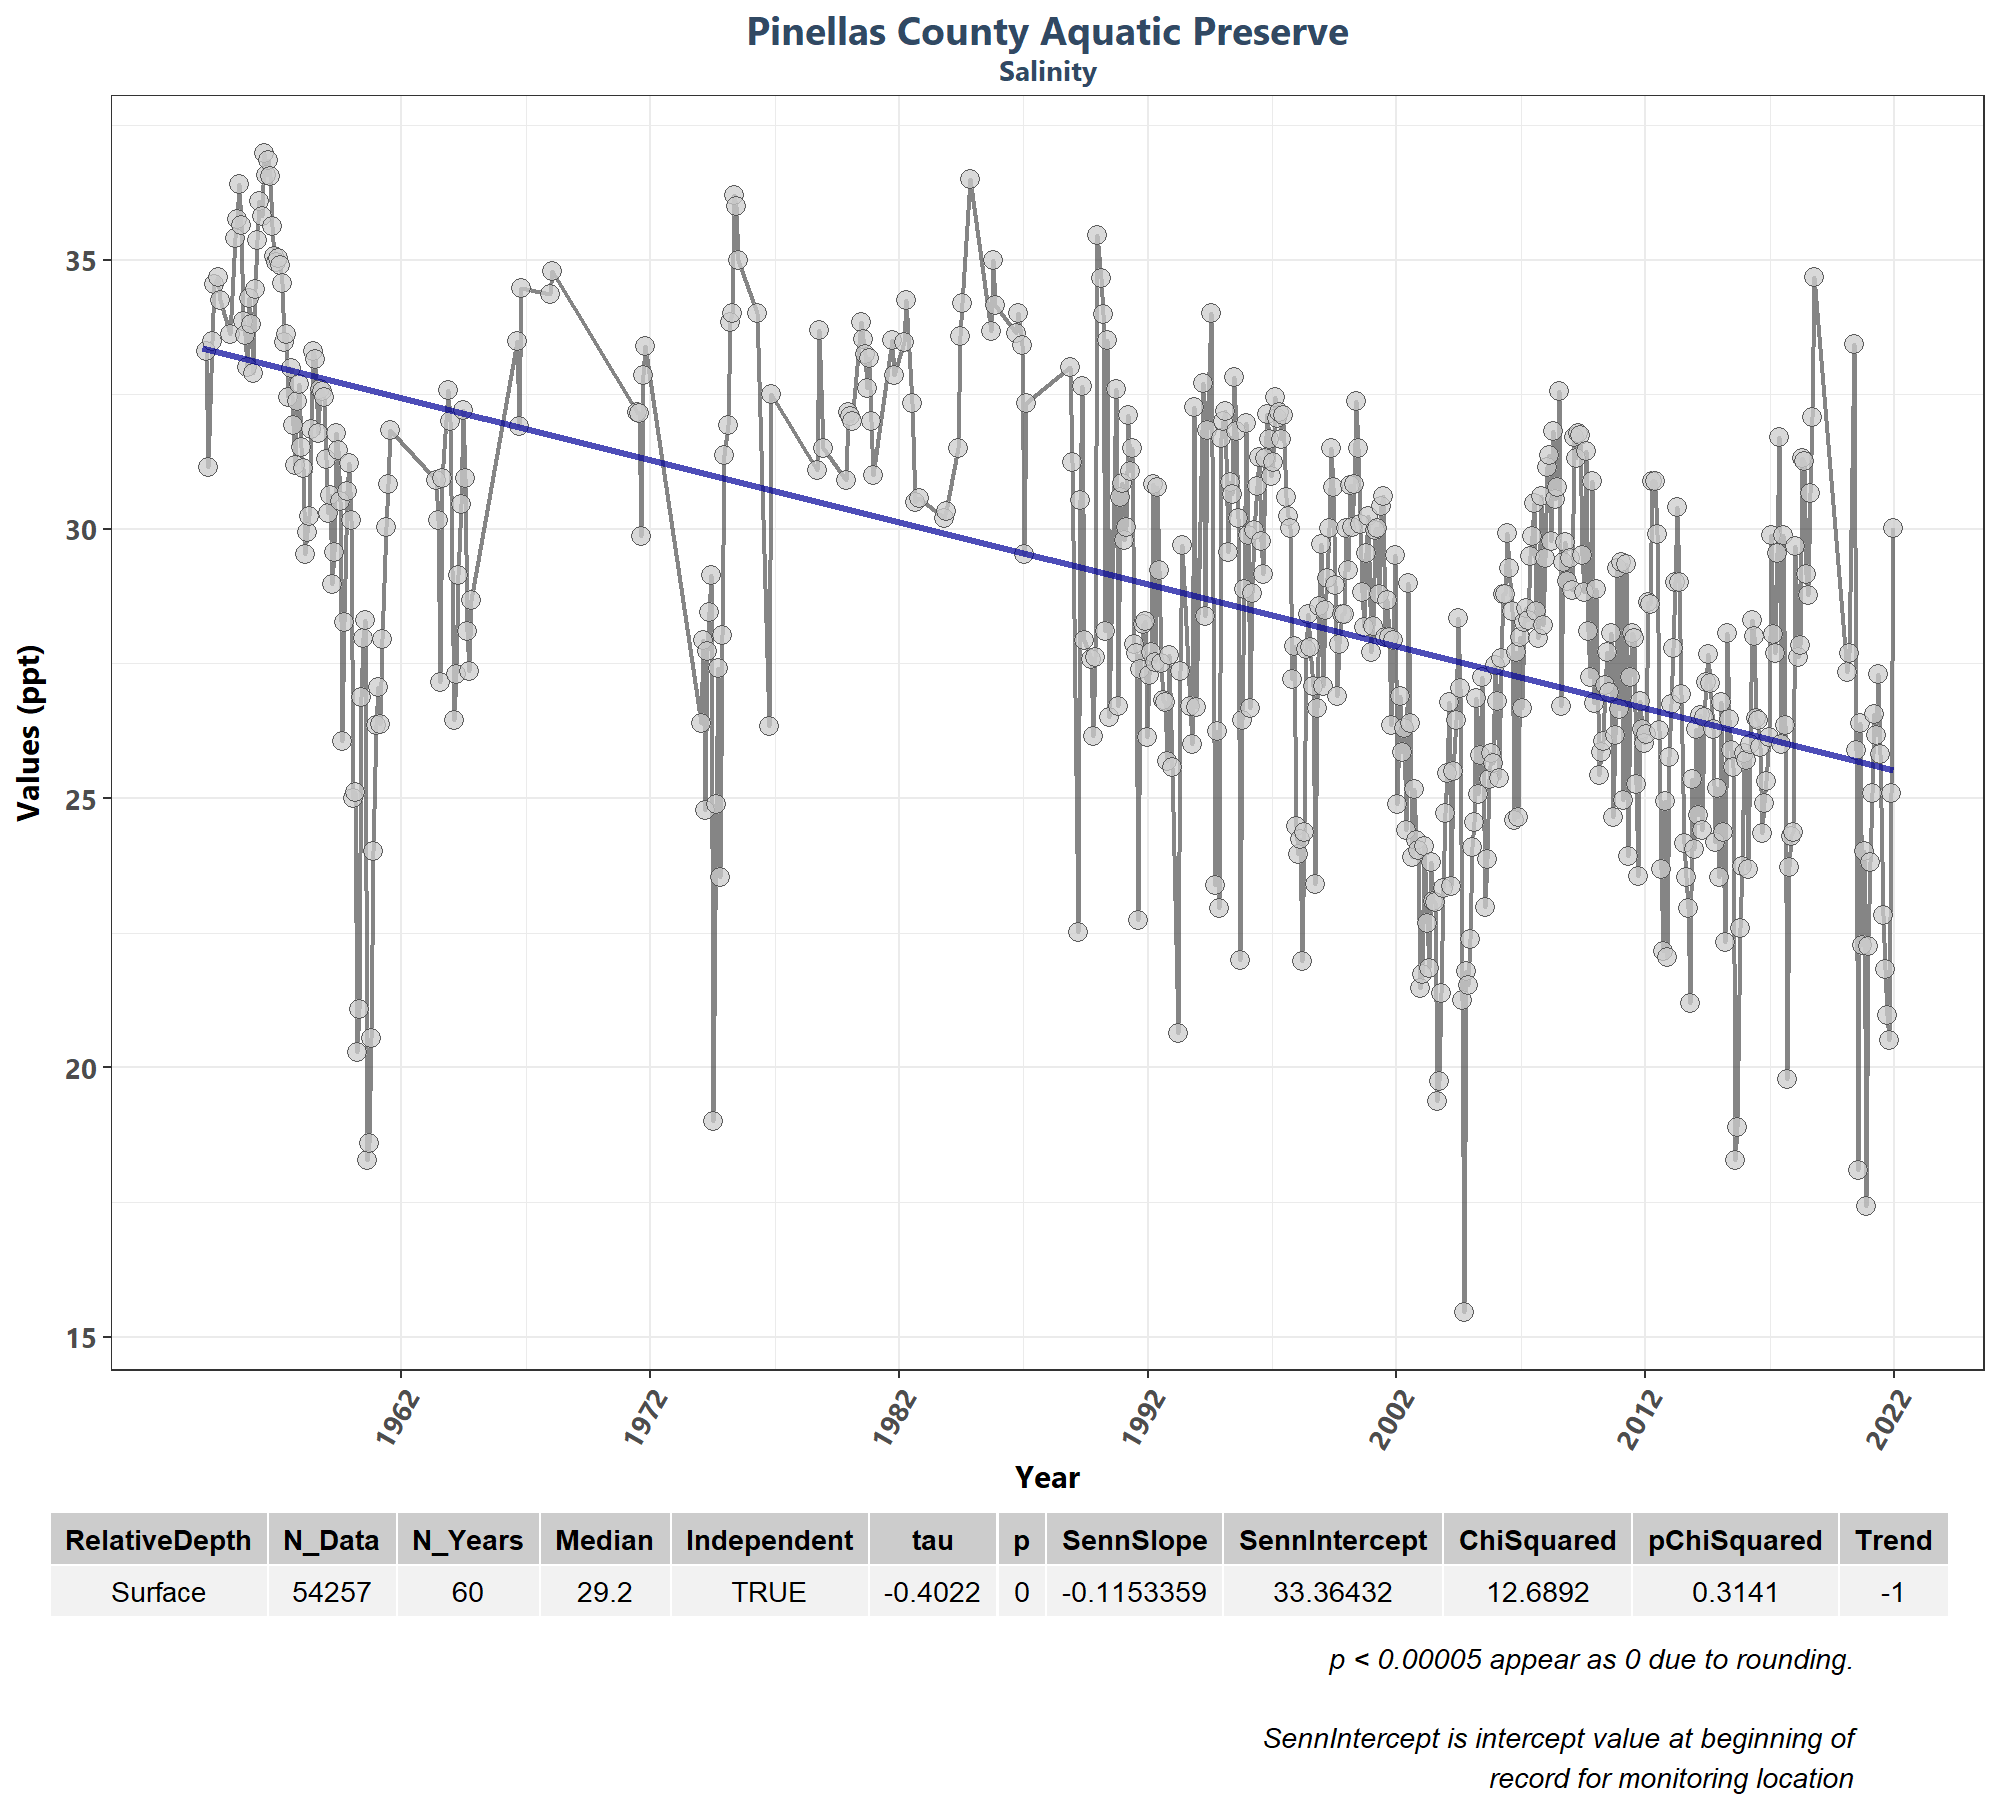 Pinellas County Aquatic Preserve
Salinity
Values (ppt)
35
30
25
20
15
1962 1972 1982 1992 2002 2012 2022
Year
RelativeDepth N_Data N_Years Median Independent tau p SennSlope SennIntercept ChiSquared pChiSquared Trend
Surface 54257 60 29.2 TRUE -0.4022 0 -0.1153359 33.36432 12.6892 0.3141 -1
p < 0.00005 appear as 0 due to rounding.
SennIntercept is intercept value at beginning of
record for monitoring location